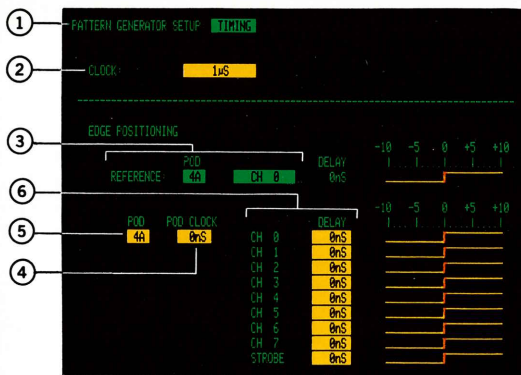 1 PATTERN GENERATOR SETUP TIMING
2 CLOCK: 1µS
EDGE POSITIONING
3
POD DELAY -10 -5 0 +5 +10
REFERENCE: 4A CH 0 0nS
6
-10 -5 0 +5 +10
POD POD CLOCK DELAY
5 4A 0nS CH 0 0nS
4
CH 1 0nS
CH 2 0nS
CH 3 0nS
CH 4 0nS
CH 5 0nS
CH 6 0nS
CH 7 0nS
STROBE 0nS